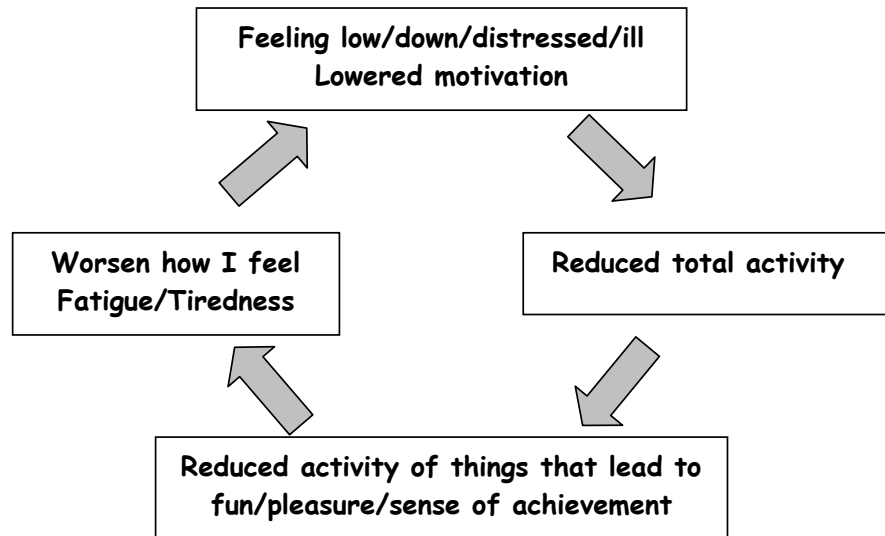 Feeling low/down/distressed/ill
Lowered motivation
Reduced total activity
Reduced activity of things that lead to
fun/pleasure/sense of achievement
Worsen how I feel
Fatigue/Tiredness